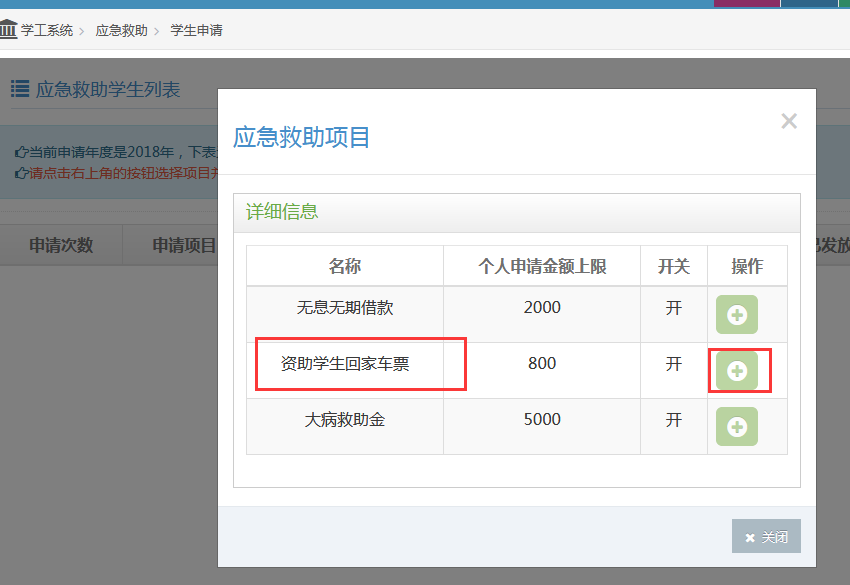 学工系统 > 应急救助 > 学生申请
应急救助学生列表
当前申请年度是2018年，下表
请点击右上角的按钮选择项目
申请次数 申请项目
发放
应急救助项目
×
详细信息
名称 个人申请金额上限 开关 操作
无息无期借款 2000 开
资助学生回家车票 800 开
大病救助金 5000 开
关闭